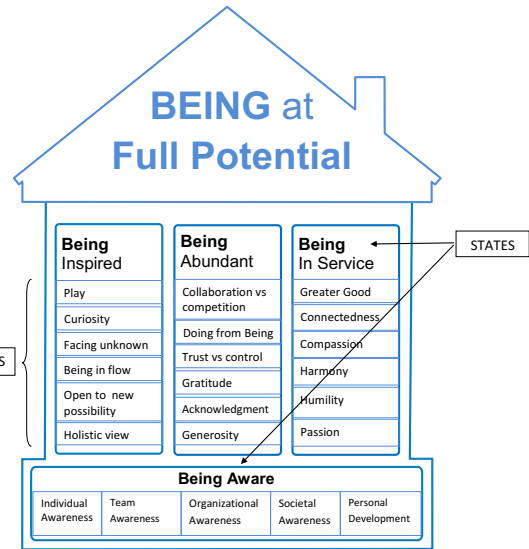 BEING at
Full Potential
Being
Inspired
Play
Curiosity
Facing unknown
Being in flow
Open to new
possibility
Holistic view
Being
Abundant
Collaboration vs
competition
Doing from Being
Trust vs control
Gratitude
Acknowledgment
Generosity
Being
In Service
Greater Good
Connectedness
Compassion
Harmony
Humility
Passion
STATES
S
Being Aware
Individual
Awareness
Team
Awareness
Organizational
Awareness
Societal
Awareness
Personal
Development